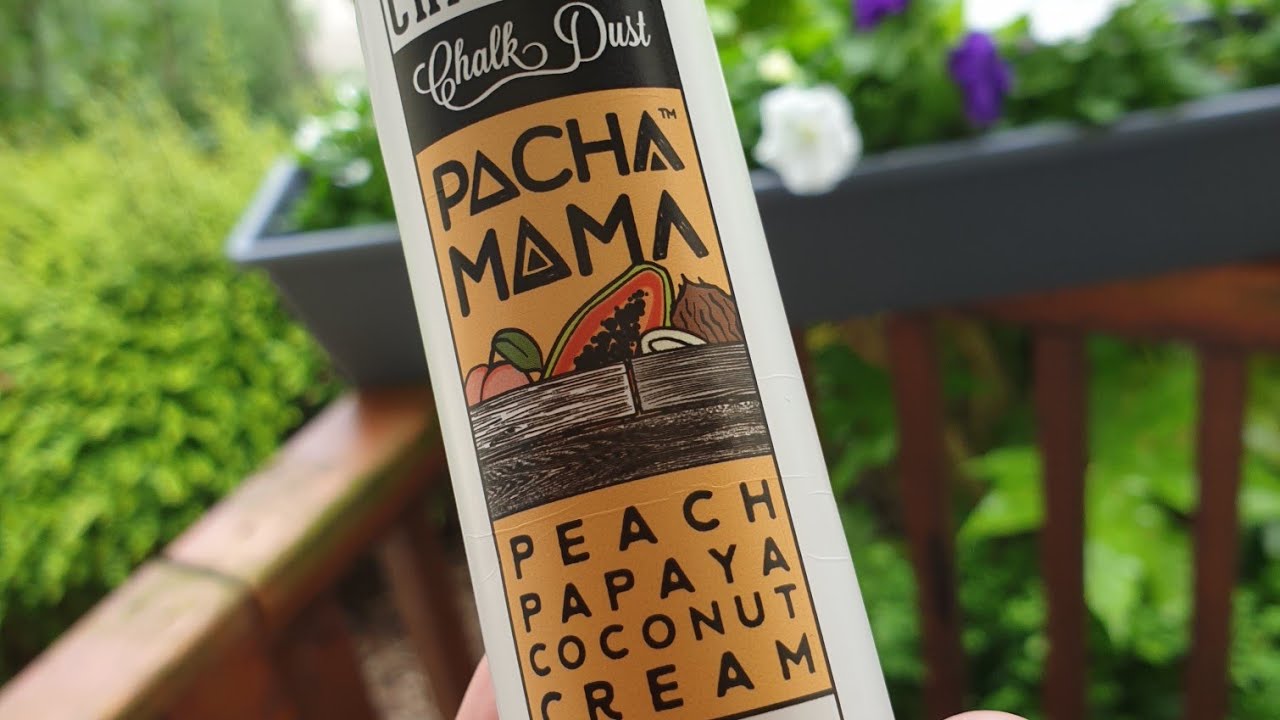 Chalk Dust
PACHA™
MAMA
PEACH
PAPAYA
COCONUT
CREAM